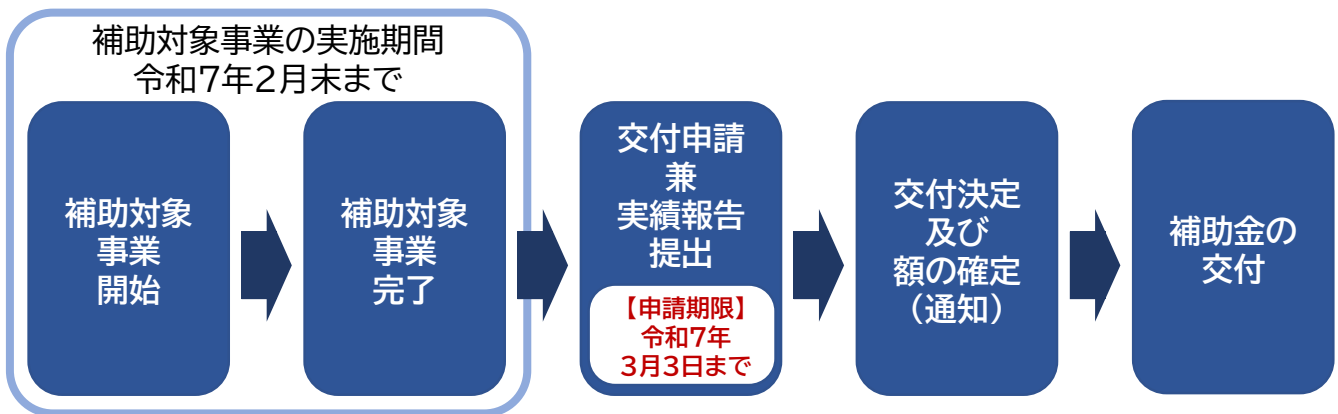 補助対象事業の実施期間
令和7年2月末まで
補助対象
事業
開始
補助対象
事業
完了
交付申請
兼
実績報告
提出
【申請期限】
令和7年
3月3日まで
交付決定
及び
額の確定
（通知）
補助金の
交付